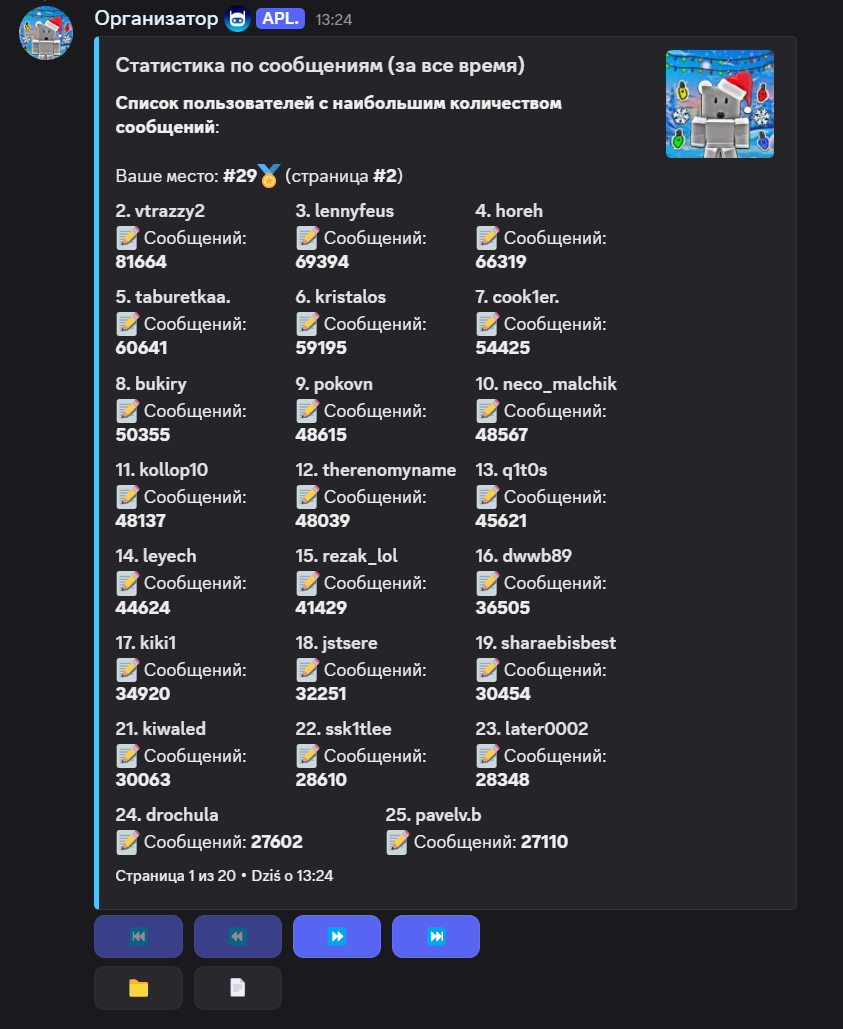 Организатор APL. 13:24
Статистика по сообщениям (за все время)
Список пользователей с наибольшим количеством
сообщений:
Ваше место: #29 (страница #2)
2. vtrazzy2 3. lennyfeus 4. horeh
Сообщений: Сообщений: Сообщений:
81664 69394 66319
5. taburetkaa. 6. kristalos 7. cook1er.
Сообщений: Сообщений: Сообщений:
60641 59195 54425
8. bukiry 9. pokovn 10. neco_malchik
Сообщений: Сообщений: Сообщений:
50355 48615 48567
11. kollop10 12. therenomyname 13. q1t0s
Сообщений: Сообщений: Сообщений:
48137 48039 45621
14. leyech 15. rezak_lol 16. dwwb89
Сообщений: Сообщений: Сообщений:
44624 41429 36505
17. kiki1 18. jstsere 19. sharaebisbest
Сообщений: Сообщений: Сообщений:
34920 32251 30454
21. kiwaled 22. ssk1tlee 23. later0002
Сообщений: Сообщений: Сообщений:
30063 28610 28348
24. drochula 25. pavelv.b
Сообщений: 27602 Сообщений: 27110
Страница 1 из 20 • Dziś o 13:24